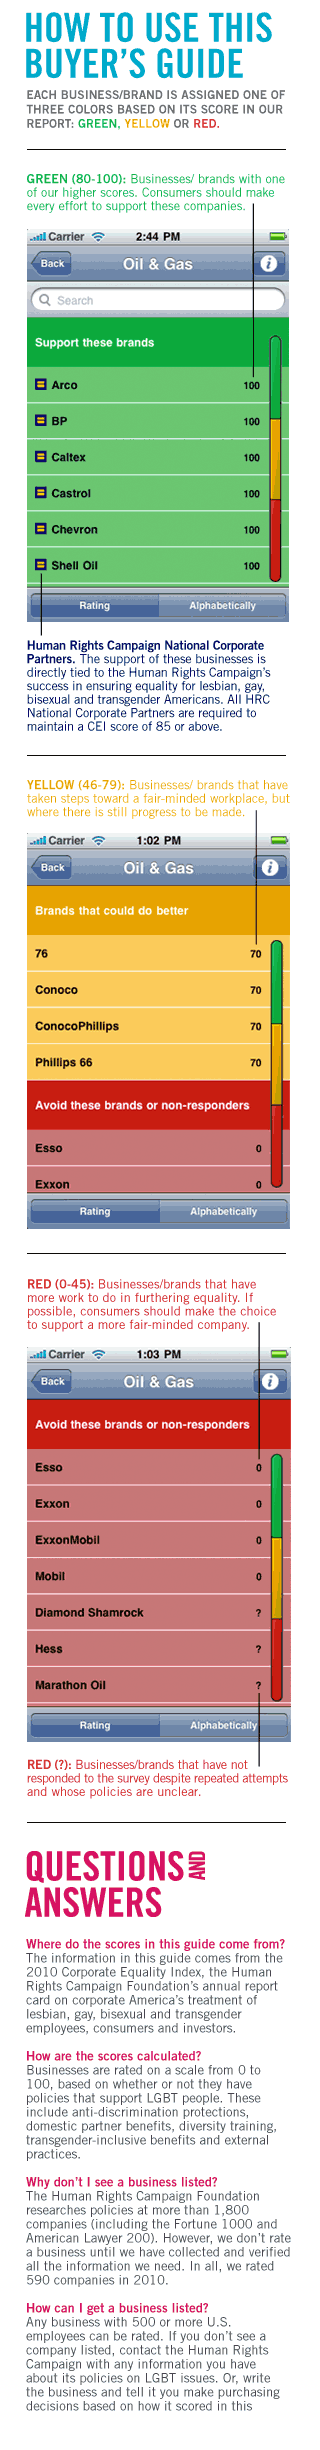 HOW TO USE THIS
BUYER'S GUIDE
EACH BUSINESS/BRAND IS ASSIGNED ONE OF
THREE COLORS BASED ON ITS SCORE IN OUR
REPORT: GREEN, YELLOW OR RED.
GREEN (80-100): Businesses/ brands with one
of our higher scores. Consumers should make
every effort to support these companies.
Carrier 2:44 PM
Back Oil & Gas
Search
Support these brands
Arco 100
BP 100
Caltex 100
Castrol 100
Chevron 100
Shell Oil 100
Rating Alphabetically
Human Rights Campaign National Corporate
Partners. The support of these businesses is
directly tied to the Human Rights Campaign's
success in ensuring equality for lesbian, gay,
bisexual and transgender Americans. All HRC
National Corporate Partners are required to
maintain a CEI score of 85 or above.
YELLOW (46-79): Businesses/ brands that have
taken steps toward a fair-minded workplace, but
where there is still progress to be made.
Carrier 1:02 PM
Back Oil & Gas
Brands that could do better
76 70
Conoco 70
ConocoPhillips 70
Phillips 66 70
Avoid these brands or non-responders
Esso 0
Exxon 0
Rating Alphabetically
RED (0-45): Businesses/brands that have
more work to do in furthering equality. If
possible, consumers should make the choice
to support a more fair-minded company.
Carrier 1:03 PM
Back Oil & Gas
Avoid these brands or non-responders
Esso 0
Exxon 0
ExxonMobil 0
Mobil 0
Diamond Shamrock ?
Hess ?
Marathon Oil ?
Rating Alphabetically
RED (?): Businesses/brands that have not
responded to the survey despite repeated attempts
and whose policies are unclear.
QUESTIONS AND
ANSWERS
Where do the scores in this guide come from?
The information in this guide comes from the
2010 Corporate Equality Index, the Human
Rights Campaign Foundation's annual report
card on corporate America's treatment of
lesbian, gay, bisexual and transgender
employees, consumers and investors.
How are the scores calculated?
Businesses are rated on a scale from 0 to
100, based on whether or not they have
policies that support LGBT people. These
include anti-discrimination protections,
domestic partner benefits, diversity training,
transgender-inclusive benefits and external
practices.
Why don't I see a business listed?
The Human Rights Campaign Foundation
researches policies at more than 1,800
companies (including the Fortune 1000 and
American Lawyer 200). However, we don't rate
a business until we have collected and verified
all the information we need. In all, we rated
590 companies in 2010.
How can I get a business listed?
Any business with 500 or more U.S.
employees can be rated. If you don't see a
company listed, contact the Human Rights
Campaign with any information you have
about its policies on LGBT issues. Or, write
the business and tell it you make purchasing
decisions based on how it scored in this